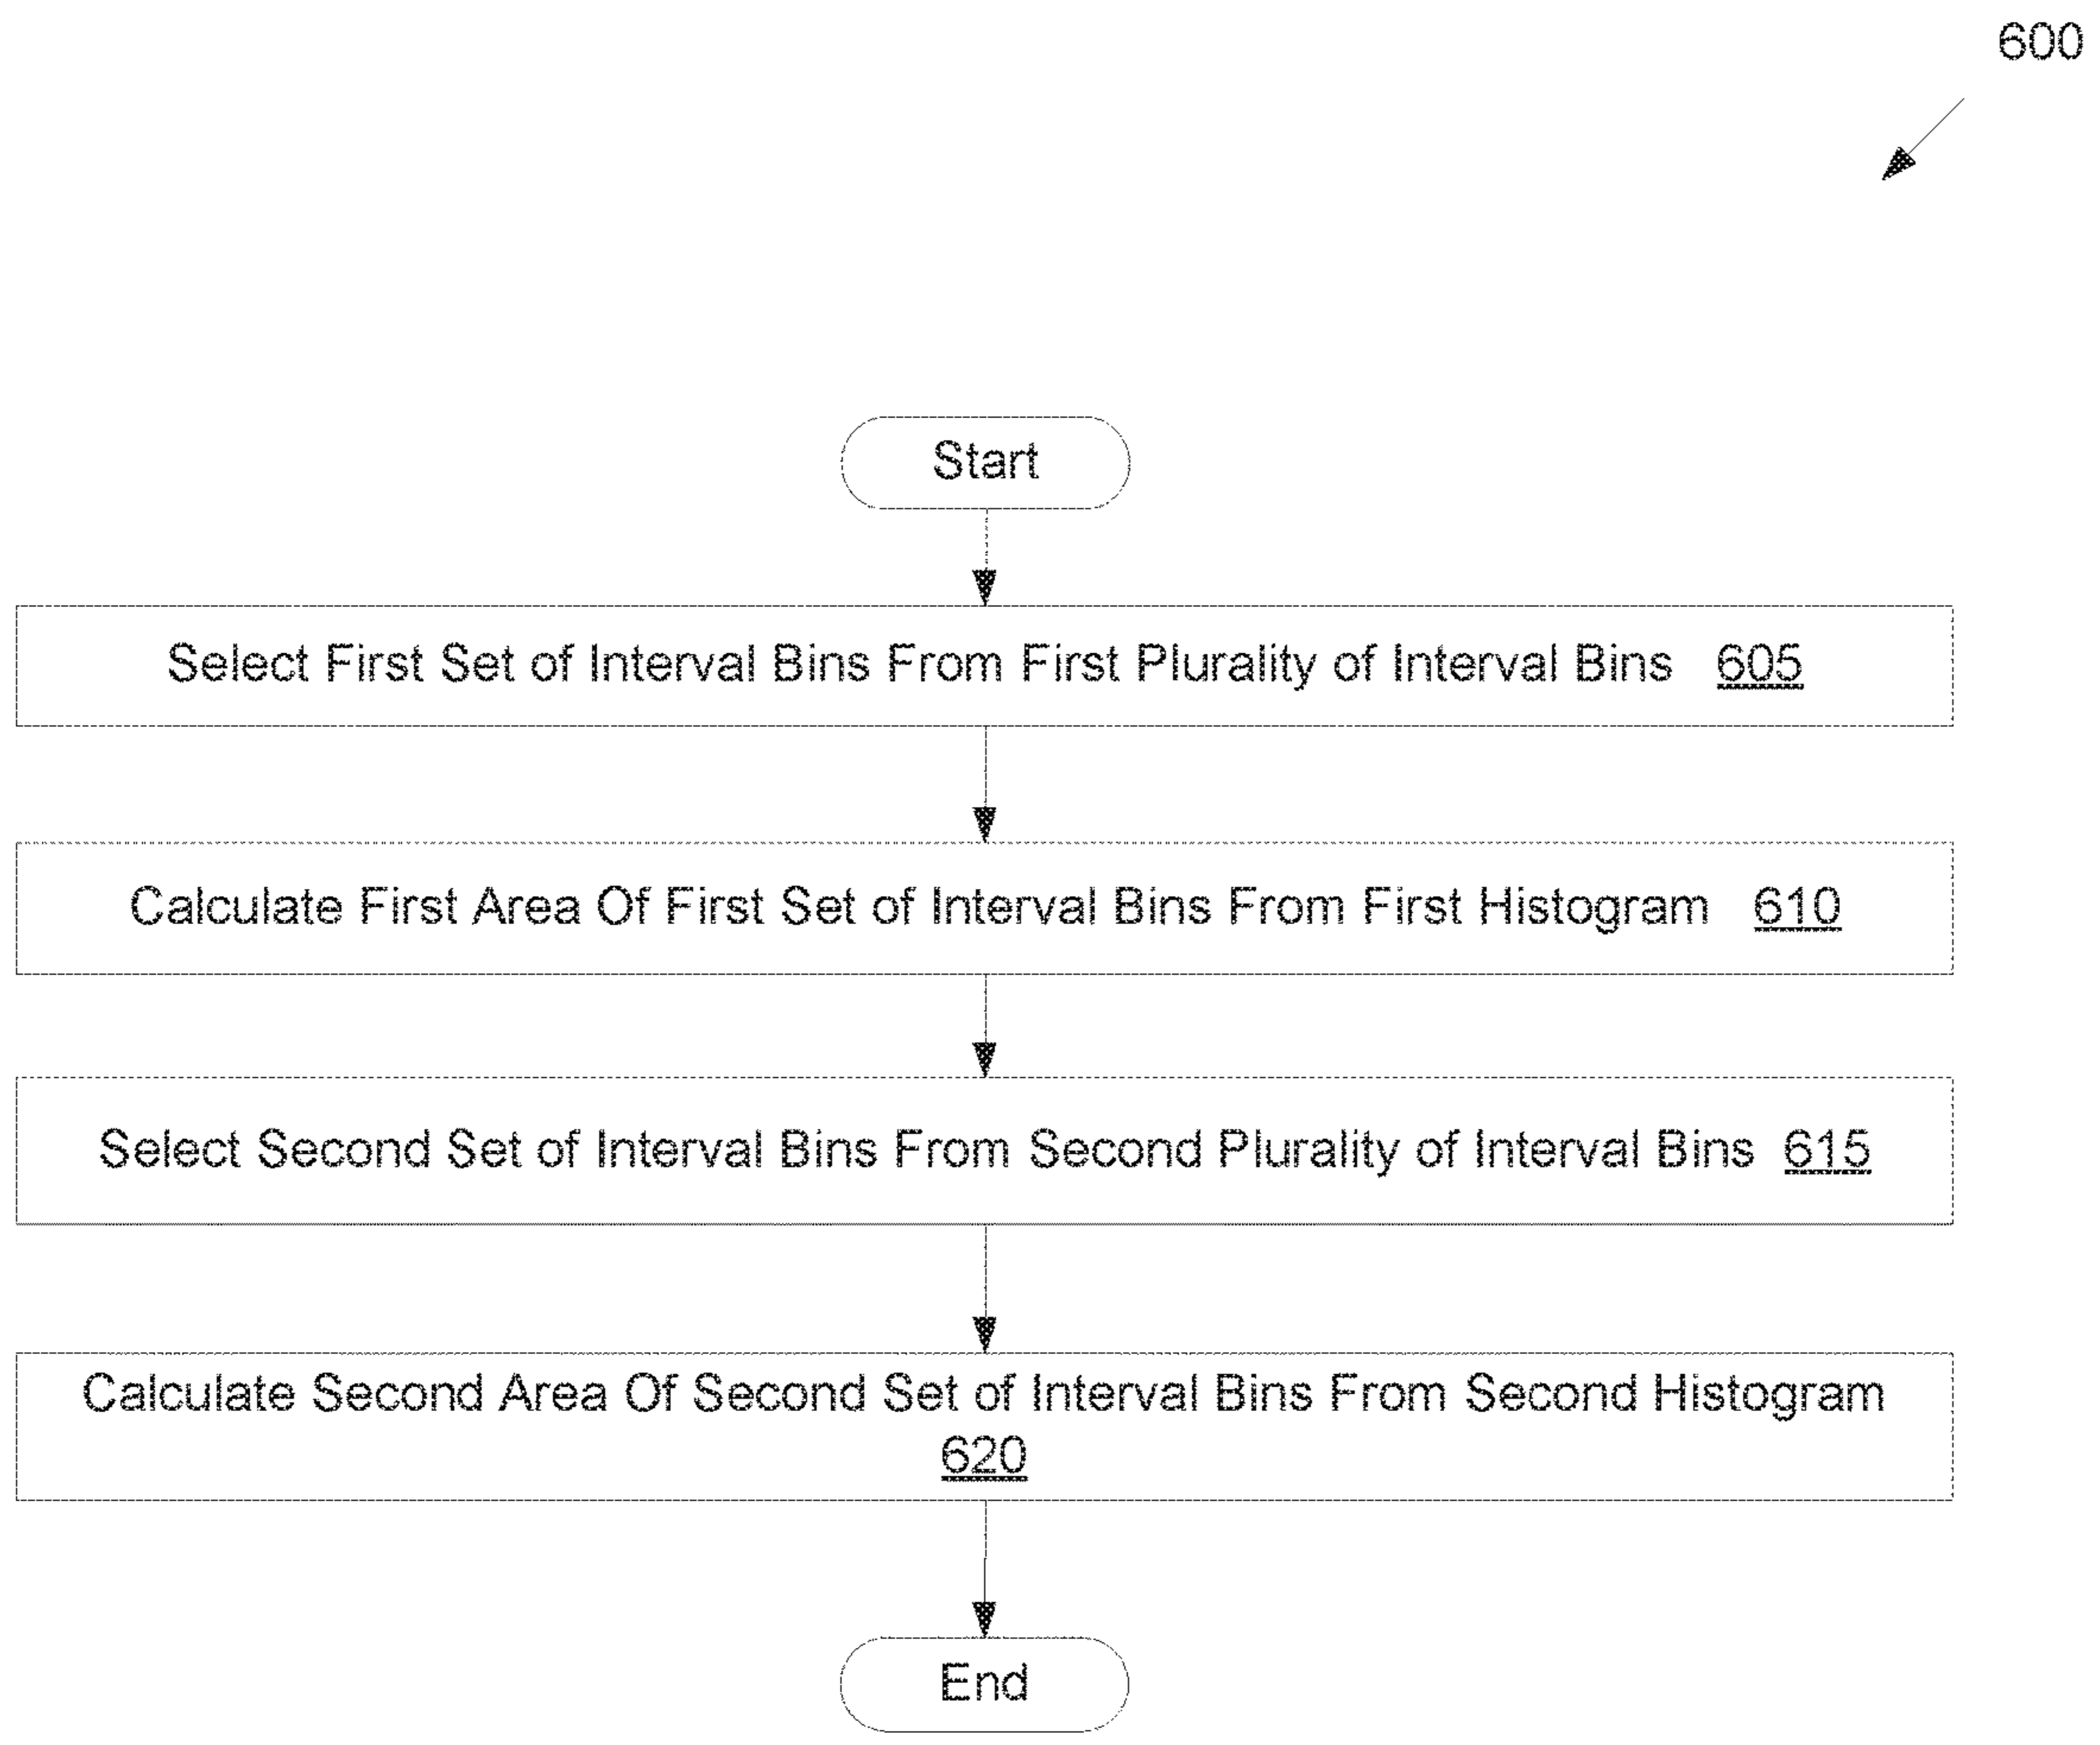 600
Start
Select First Set of Interval Bins From First Plurality of Interval Bins 605
Calculate First Area Of First Set of Interval Bins From First Histogram 610
Select Second Set of Interval Bins From Second Plurality of Interval Bins 615
Calculate Second Area Of Second Set of Interval Bins From Second Histogram
620
End